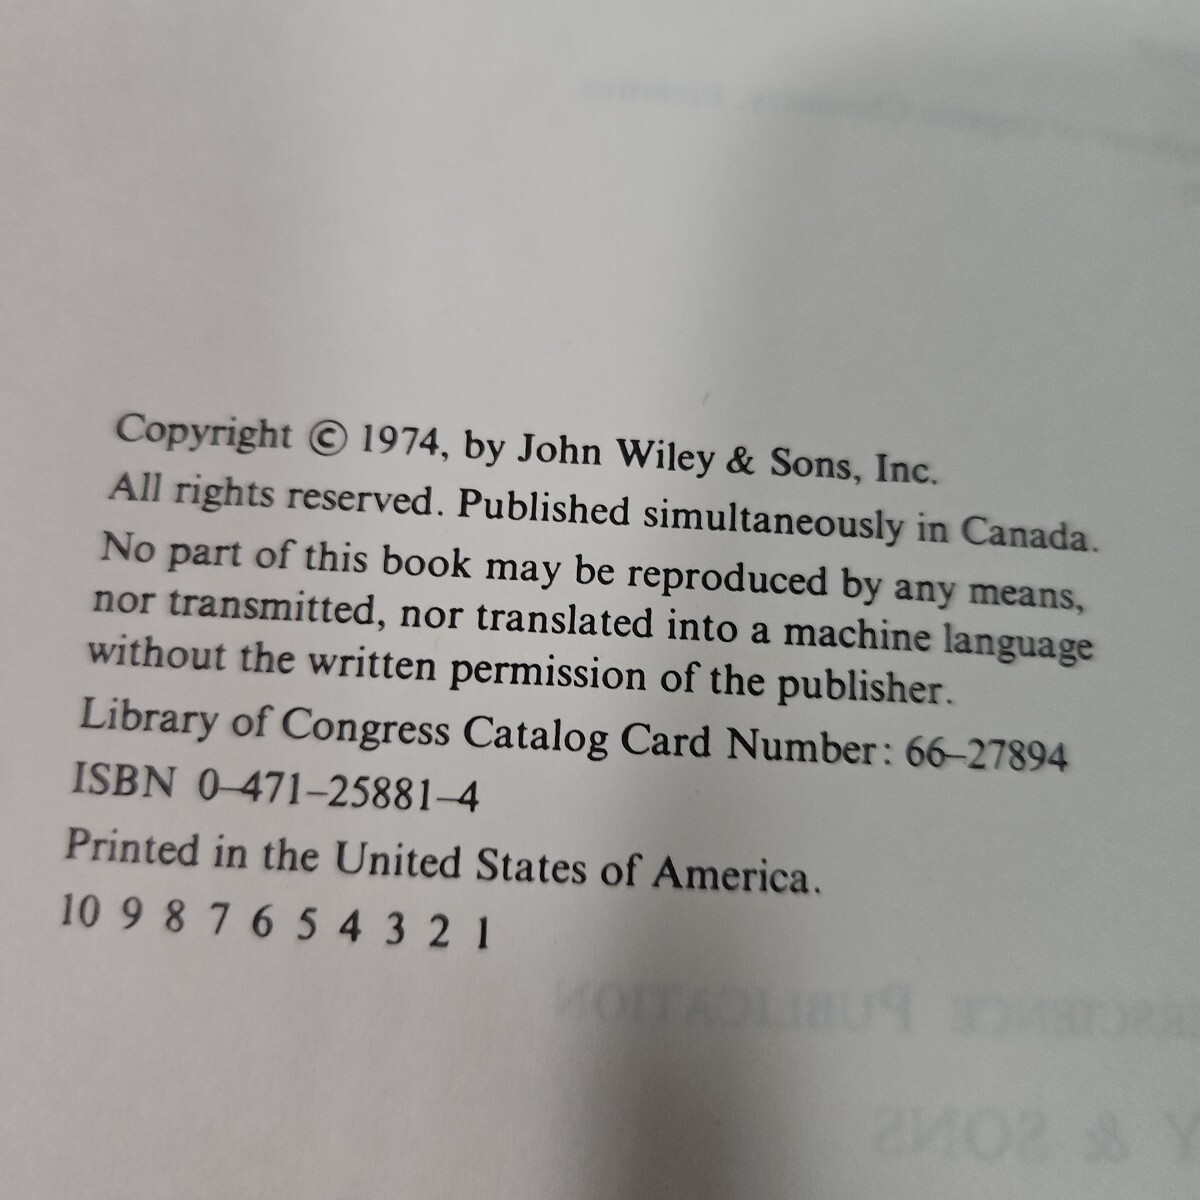 Copyright © 1974, by John Wiley & Sons, Inc.
All rights reserved. Published simultaneously in Canada.
No part of this book may be reproduced by any means,
nor transmitted, nor translated into a machine language
without the written permission of the publisher.
Library of Congress Catalog Card Number: 66–27894
ISBN 0–471–25881–4
Printed in the United States of America.
10 9 8 7 6 5 4 3 2 1
PUBLICATION
Y & SONS